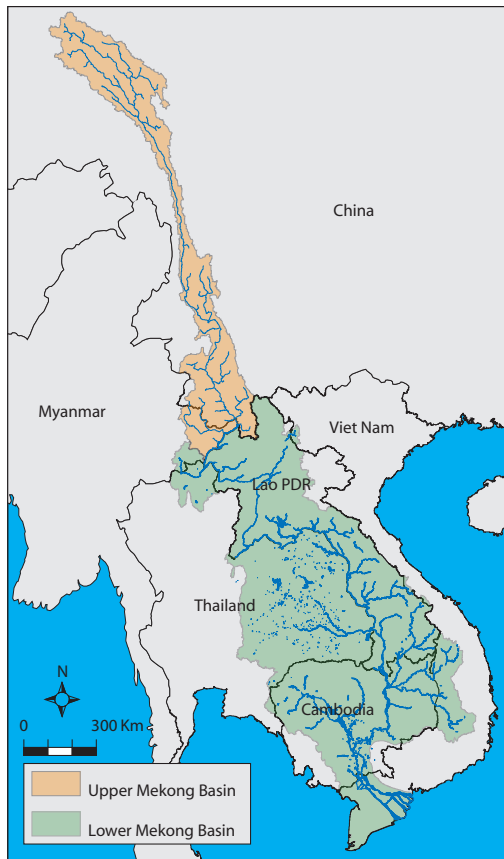 China
Myanmar
Viet Nam
Lao PDR
Thailand
Cambodia
N
0 300 Km
Upper Mekong Basin
Lower Mekong Basin